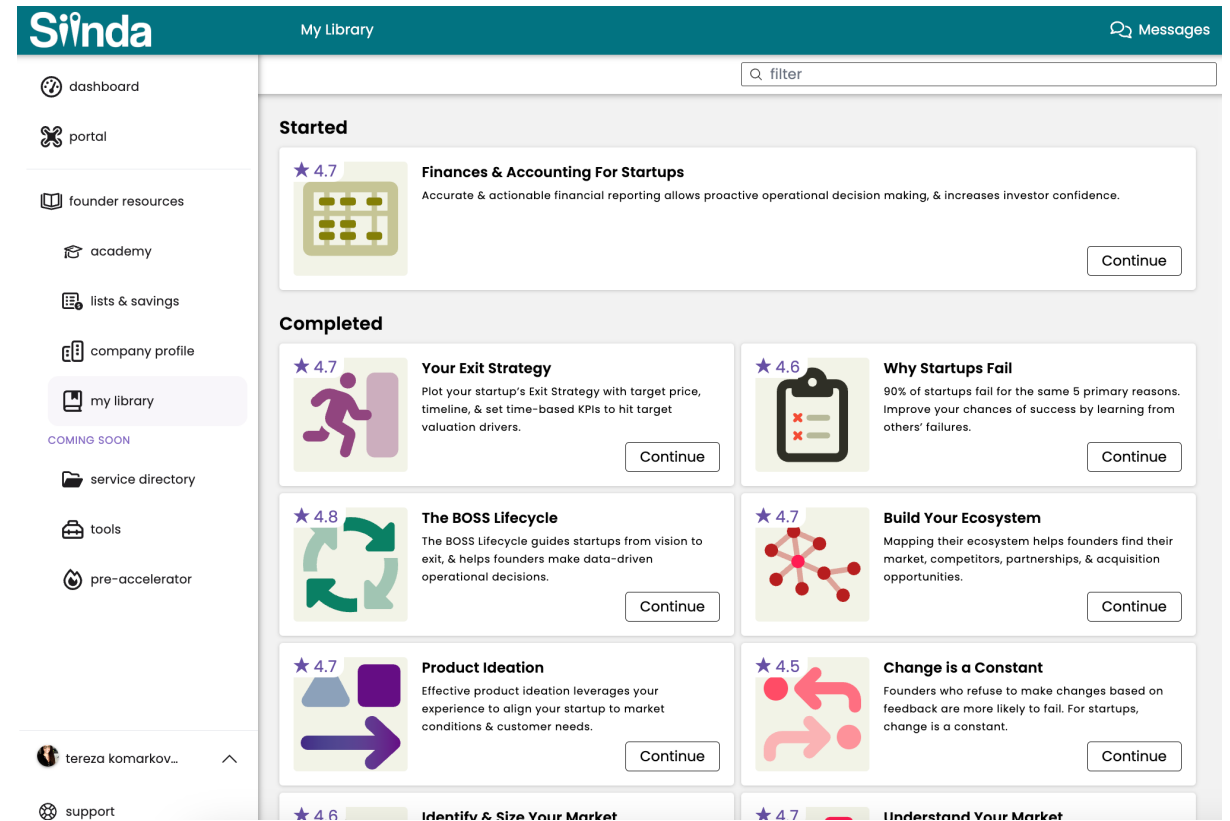 Siinda
My Library
Messages
filter
dashboard
portal
founder resources
academy
lists & savings
company profile
my library
COMING SOON
service directory
tools
pre-accelerator
tereza komarkov...
support
Started
4.7
Finances & Accounting For Startups
Accurate & actionable financial reporting allows proactive operational decision making, & increases investor confidence.
Continue
Completed
4.7
Your Exit Strategy
Plot your startup’s Exit Strategy with target price,
timeline, & set time-based KPIs to hit target
valuation drivers.
Continue
4.6
Why Startups Fail
90% of startups fail for the same 5 primary reasons.
Improve your chances of success by learning from
others’ failures.
Continue
4.8
The BOSS Lifecycle
The BOSS Lifecycle guides startups from vision to
exit, & helps founders make data-driven
operational decisions.
Continue
4.7
Build Your Ecosystem
Mapping their ecosystem helps founders find their
market, competitors, partnerships, & acquisition
opportunities.
Continue
4.7
Product Ideation
Effective product ideation leverages your
experience to align your startup to market
conditions & customer needs.
Continue
4.5
Change is a Constant
Founders who refuse to make changes based on
feedback are more likely to fail. For startups,
change is a constant.
Continue
4.6
Identify & Size Your Market
4.7
Understand Your Market